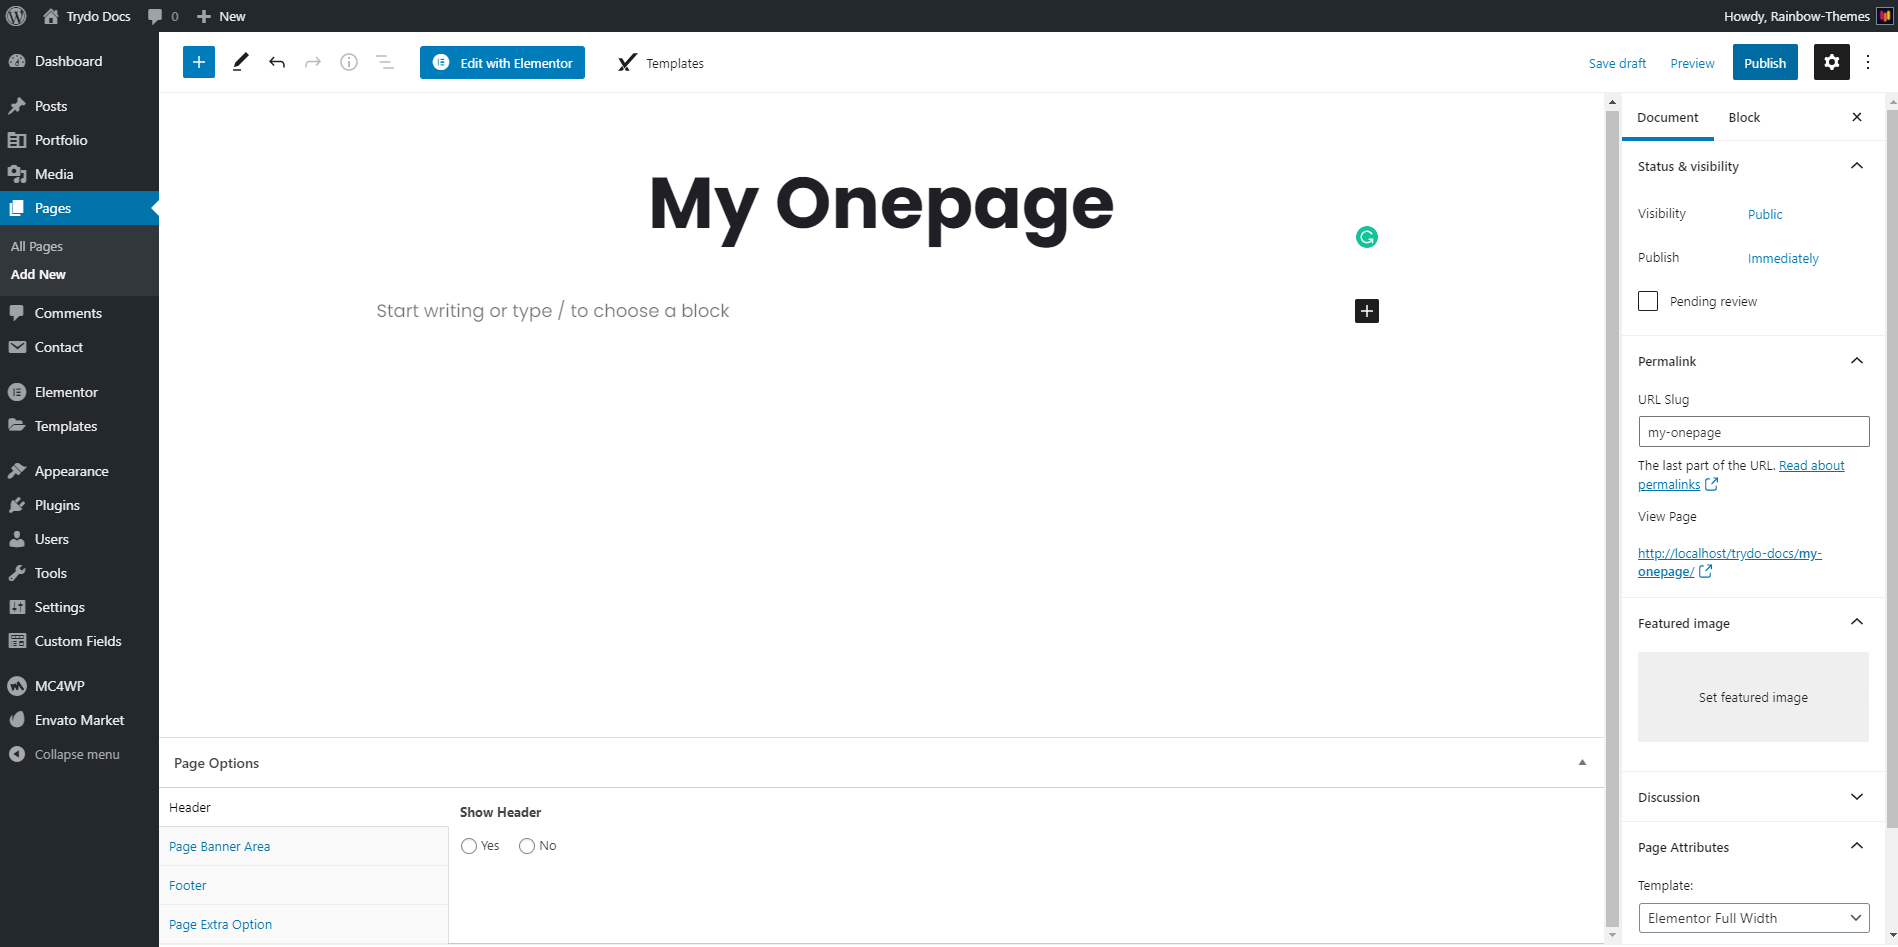 Trydo Docs
0
New
Howdy, Rainbow-Themes
Dashboard
Posts
Portfolio
Media
Pages
All Pages
Add New
Comments
Contact
Elementor
Templates
Appearance
Plugins
Users
Tools
Settings
Custom Fields
MC4WP
Envato Market
Collapse menu
Edit with Elementor
Templates
Save draft
Preview
Publish
My Onepage
Start writing or type / to choose a block
Page Options
Header
Page Banner Area
Footer
Page Extra Option
Show Header
Yes
No
Document
Block
Status & visibility
Visibility
Public
Publish
Immediately
Pending review
Permalink
URL Slug
my-onepage
The last part of the URL. Read about
permalinks
View Page
http://localhost/trydo-docs/my-
onepage/
Featured image
Set featured image
Discussion
Page Attributes
Template:
Elementor Full Width